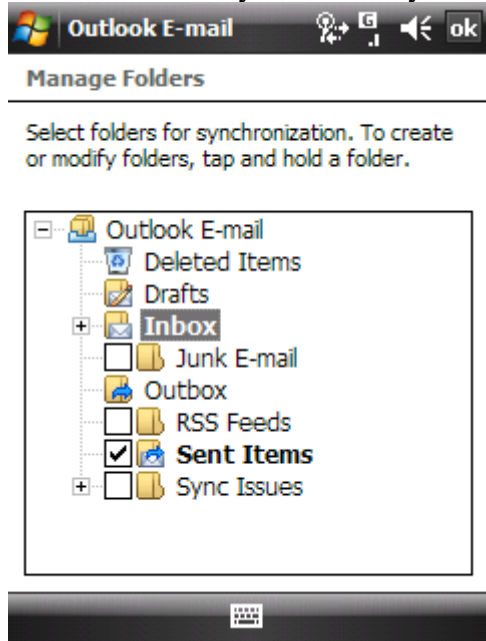 Outlook E-mail
G
ok
Manage Folders
Select folders for synchronization. To create
or modify folders, tap and hold a folder.
Outlook E-mail
Deleted Items
Drafts
Inbox
Junk E-mail
Outbox
RSS Feeds
Sent Items
Sync Issues